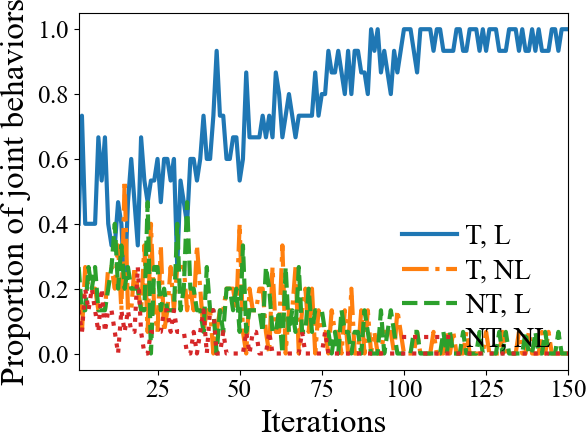 Proportion of joint behaviors
1.0
0.8
0.6
0.4
0.2
0.0
T, L
T, NL
NT, L
NT, NL
25
50
75
100
125
150
Iterations